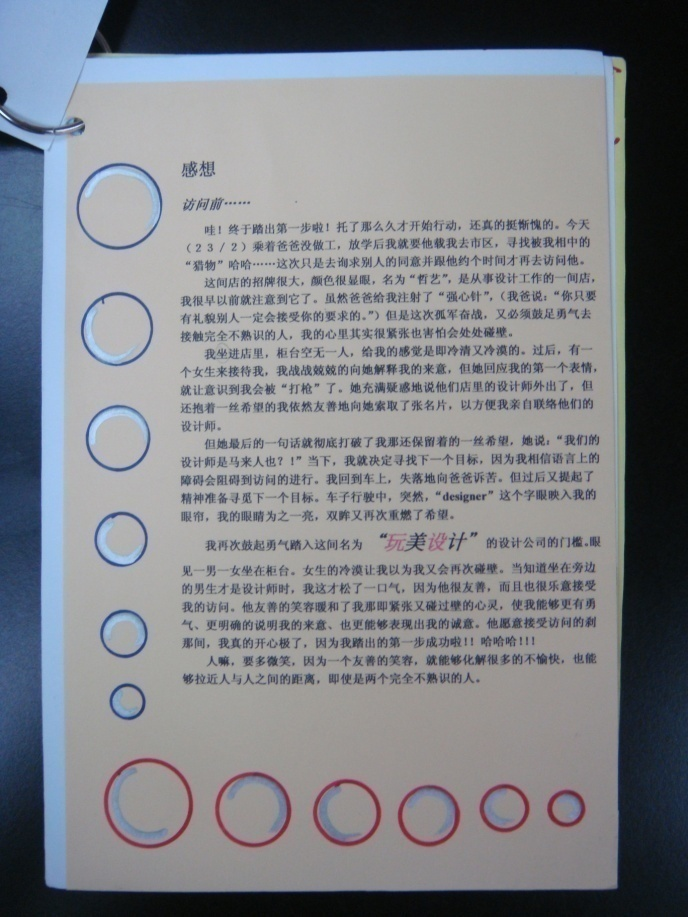 感想
访问前……
哇！终于踏出第一步啦！托了那么久才开始行动，还真的挺惭愧的。今天
（２３/２）乘着爸爸没做工，放学后我就要他载我去市区，寻找被我相中的
“猎物”哈哈……这次只是去询求别人的同意并跟他约个时间才再去访问他。
这间店的招牌很大，颜色很显眼，名为“哲艺”，是从事设计工作的一间店，
我很早以前就注意到它了。虽然爸爸给我注射了“强心针”，（我爸说：“你只要
有礼貌别人一定会接受你的要求的。”）但是这次孤军奋战，又必须鼓足勇气去
接触完全不熟识的人，我的心里其实很紧张也害怕会处处碰壁。
我坐进店里，柜台空无一人，给我的感觉是即冷清又冷漠的。过后，有一
个女生来接待我，我战战兢兢的向她解释我的来意，但她回应我的第一个表情，
就让意识到我会被“打枪”了。她充满疑惑地说他们店里的设计师外出了，但
还抱着一丝希望的我依然友善地向她索取了张名片，以方便我亲自联络他们的
设计师。
但她最后的一句话就彻底打破了我那还保留着的一丝希望，她说：“我们的
设计师是马来人也？！”当下，我就决定寻找下一个目标，因为我相信语言上的
障碍会阻碍到访问的进行。我回到车上，失落地向爸爸诉苦。但过后又提起了
精神准备寻觅下一个目标。车子行驶中，突然，“designer”这个字眼映入我的
眼帘，我的眼睛为之一亮，双眸又再次重燃了希望。
我再次鼓起勇气踏入这间名为 “玩美设计” 的设计公司的门槛。眼
见一男一女坐在柜台。女生的冷漠让我以为我又会再次碰壁。当知道坐在旁边
的男生才是设计师时，我这才松了一口气，因为他很友善，而且也很乐意接受
我的访问。他友善的笑容暖和了我那即紧张又碰过壁的心灵，使我能够更有勇
气、更明确的说明我的来意、也更能够表现出我的诚意。他愿意接受访问的刹
那间，我真的开心极了，因为我踏出的第一步成功啦!! 哈哈哈!!!
人嘛，要多微笑，因为一个友善的笑容，就能够化解很多的不愉快，也能
够拉近人与人之间的距离，即使是两个完全不熟识的人。